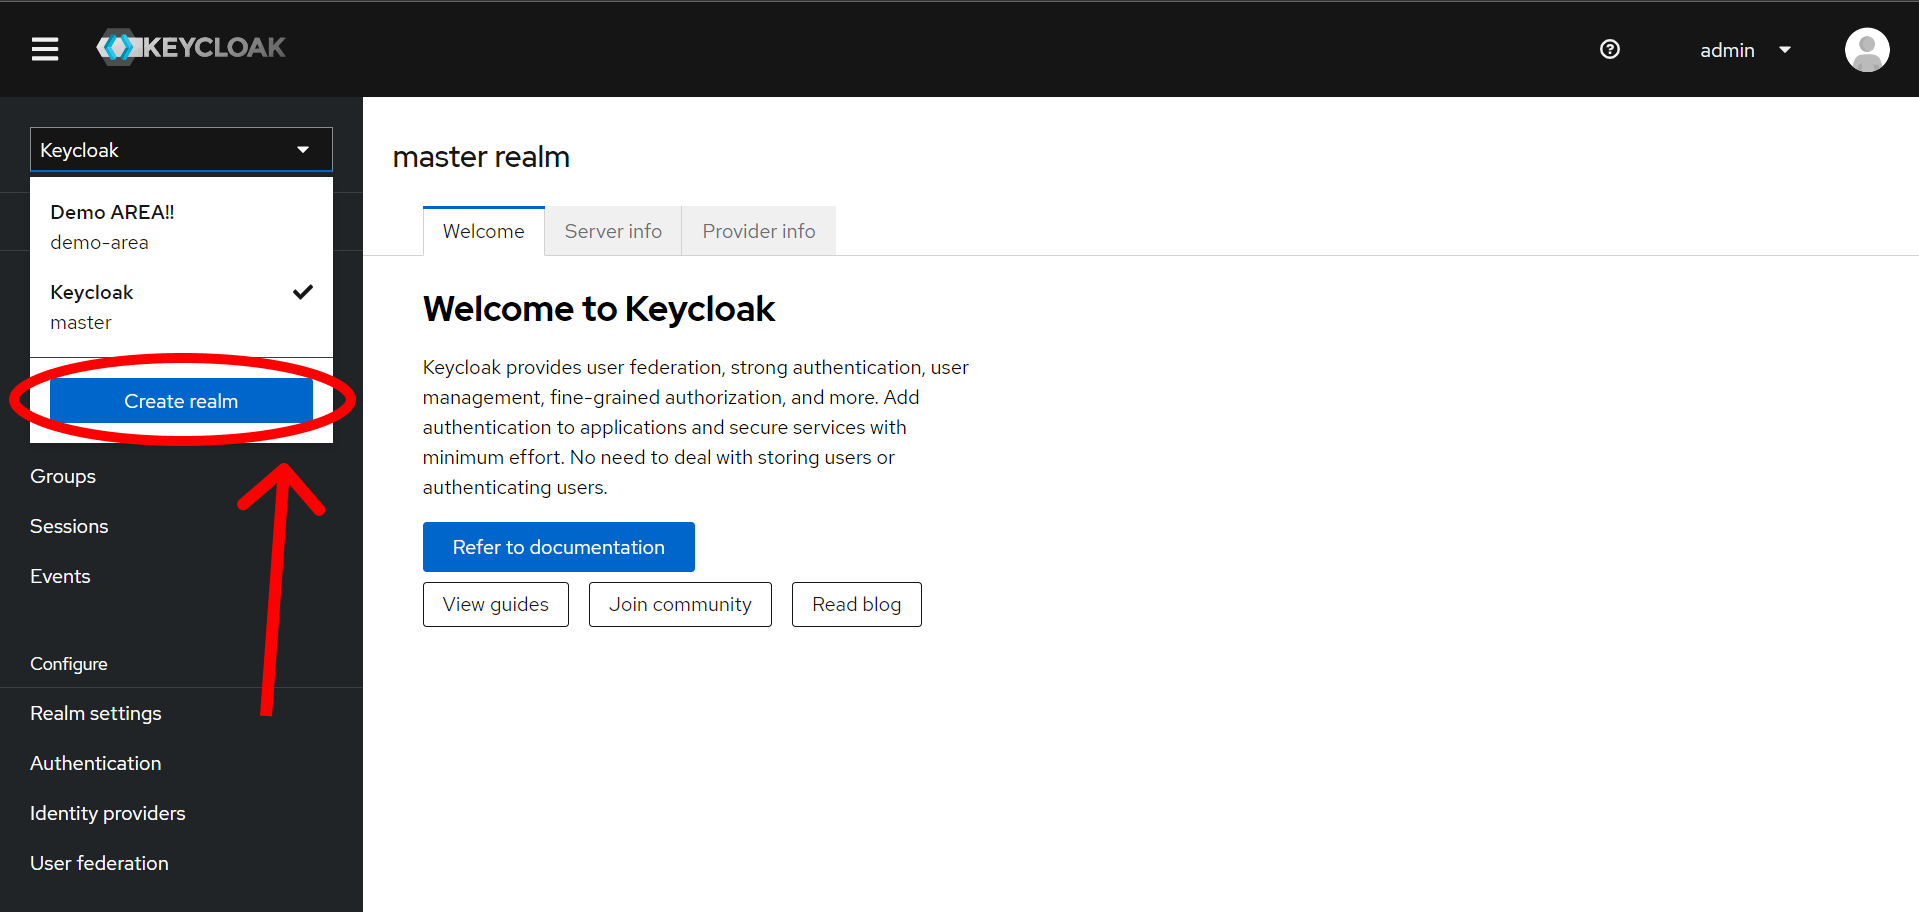 KEYCLOAK
admin
Keycloak
Demo AREA!!
demo-area
Keycloak
master
Create realm
Groups
Sessions
Events
Configure
Realm settings
Authentication
Identity providers
User federation
master realm
Welcome
Server info
Provider info
Welcome to Keycloak
Keycloak provides user federation, strong authentication, user
management, fine-grained authorization, and more. Add
authentication to applications and secure services with
minimum effort. No need to deal with storing users or
authenticating users.
Refer to documentation
View guides
Join community
Read blog